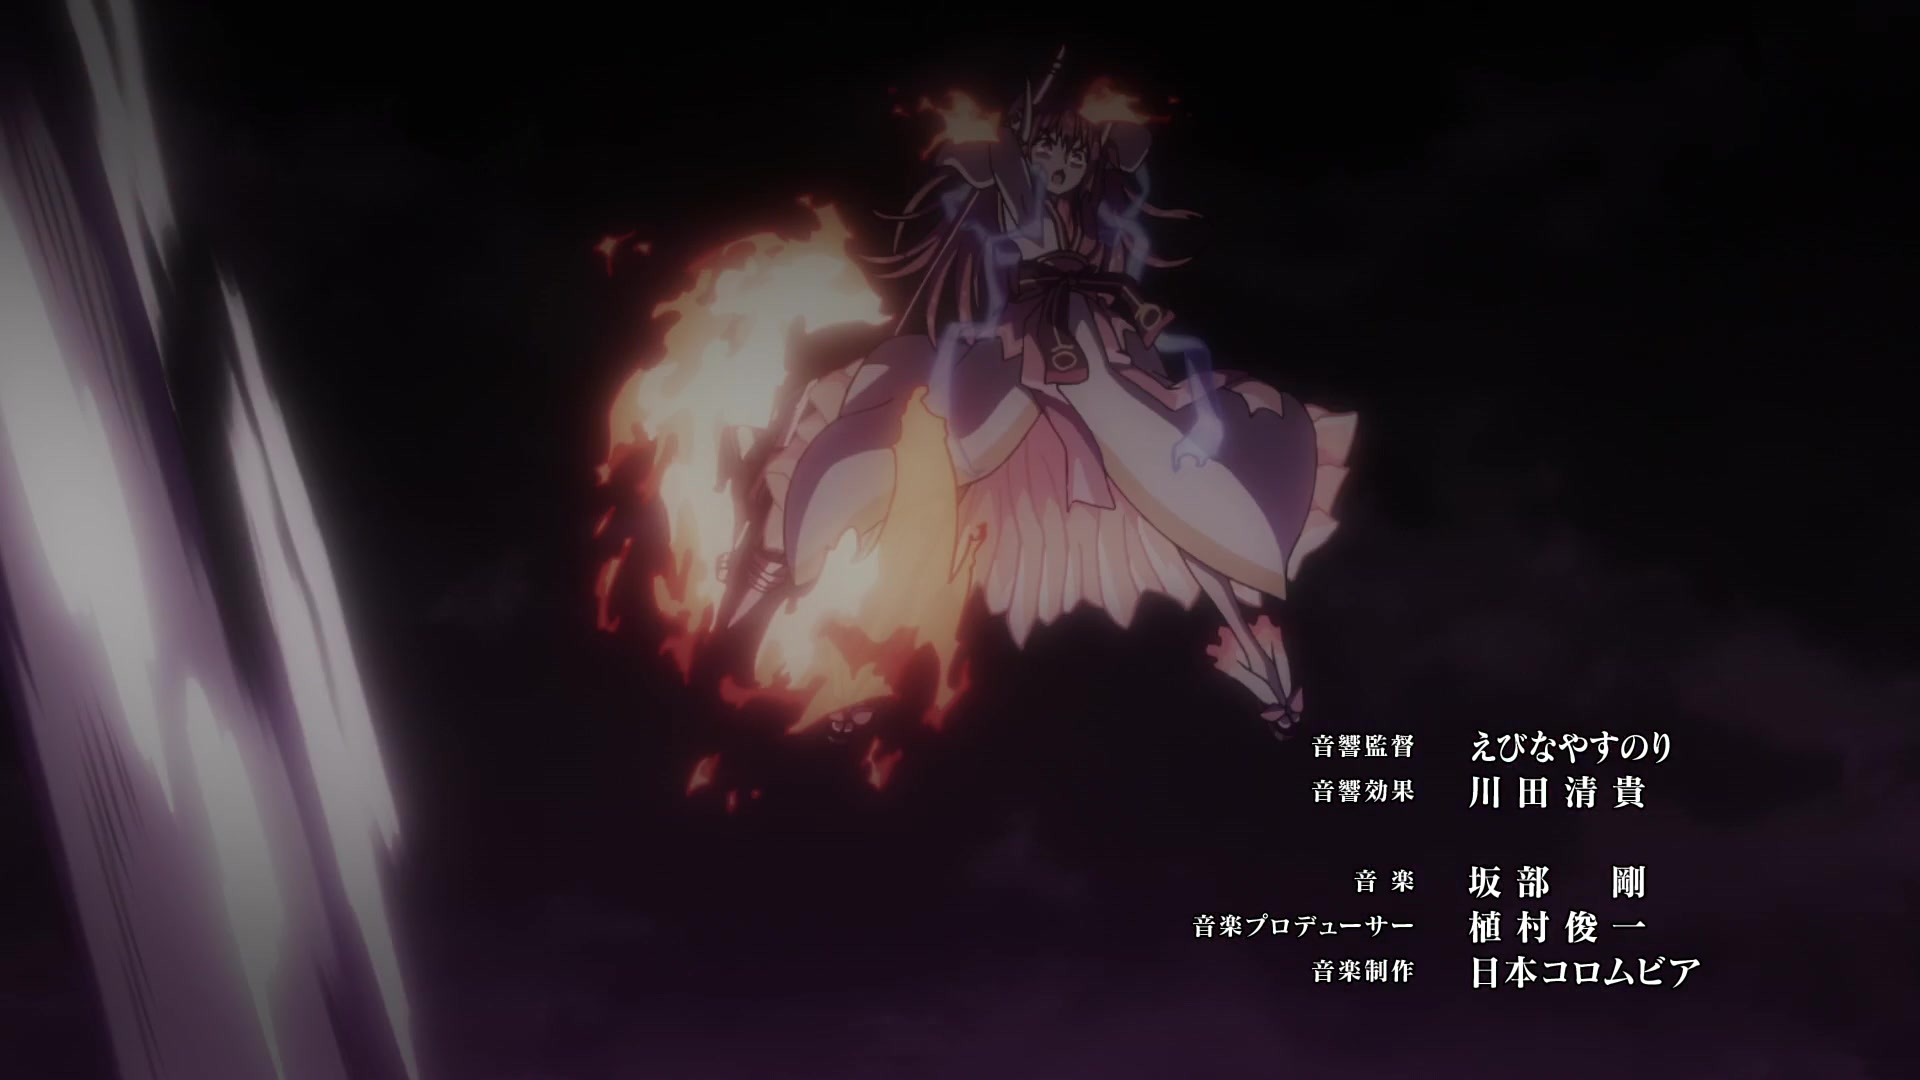 音響監督 えびなやすのり
音響効果 川田清貴
音楽 坂部 剛
音楽プロデューサー 植村俊一
音楽制作 日本コロムビア